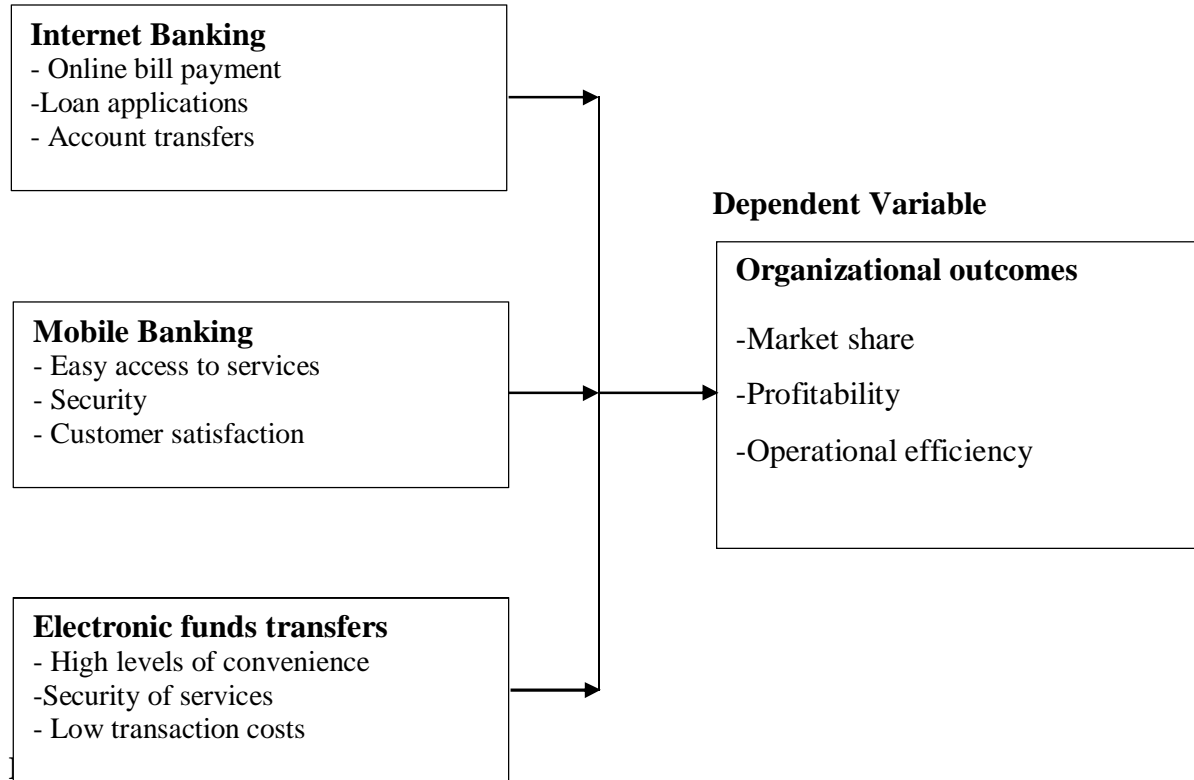 Internet Banking
- Online bill payment
-Loan applications
- Account transfers
Dependent Variable
Organizational outcomes
-Market share
-Profitability
-Operational efficiency
Mobile Banking
- Easy access to services
- Security
- Customer satisfaction
Electronic funds transfers
- High levels of convenience
-Security of services
- Low transaction costs